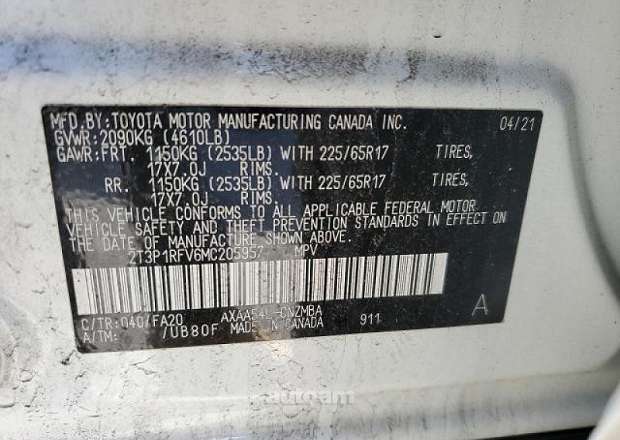 MFD. BY: TOYOTA MOTOR MANUFACTURING CANADA INC. 04/21
GVWR: 2090KG (4610LB)
GAWR: FRT. 1150KG (2535LB) WITH 225/65R17 TIRES,
17X7.0J RIMS.
RR. 1150KG (2535LB) WITH 225/65R17 TIRES,
17X7.0J RIMS.
THIS VEHICLE CONFORMS TO ALL APPLICABLE FEDERAL MOTOR
VEHICLE SAFETY AND THEFT PREVENTION STANDARDS IN EFFECT ON
THE DATE OF MANUFACTURE SHOWN ABOVE.
2T3P1RFV6MC205957 MPV
C/TR: 040/FA20 A
A/TM: /UB80F MADE IN CANADA 911